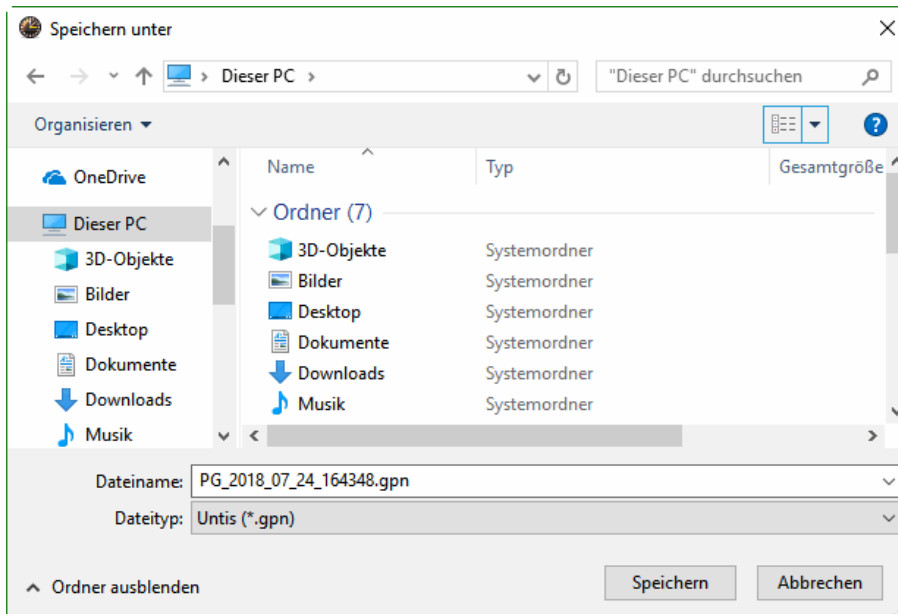 Speichern unter
Dieser PC
"Dieser PC" durchsuchen
Organisieren
OneDrive
Dieser PC
3D-Objekte
Bilder
Desktop
Dokumente
Downloads
Musik
Name Typ Gesamtgröße
Ordner (7)
3D-Objekte Systemordner
Bilder Systemordner
Desktop Systemordner
Dokumente Systemordner
Downloads Systemordner
Musik Systemordner
Dateiname: PG_2018_07_24_164348.gpn
Dateityp: Untis (*.gpn)
Ordner ausblenden
Speichern Abbrechen